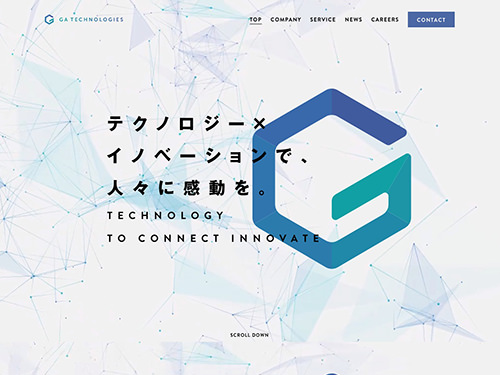 GA TECHNOLOGIES
TOP COMPANY SERVICE NEWS CAREERS CONTACT
テクノロジー×
イノベーションで、
人々に感動を。
TECHNOLOGY
TO CONNECT INNOVATE
SCROLL DOWN